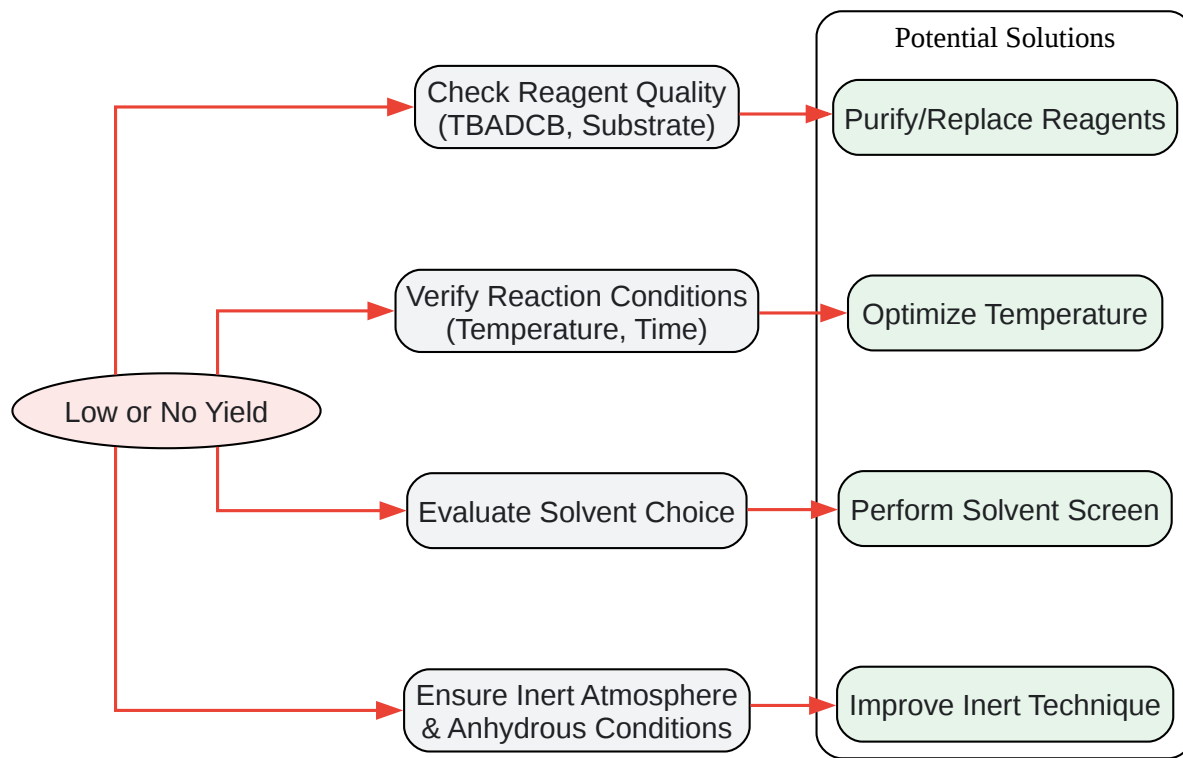 Potential Solutions
Check Reagent Quality
(TBADCB, Substrate)
Purify/Replace Reagents
Verify Reaction Conditions
(Temperature, Time)
Optimize Temperature
Low or No Yield
Evaluate Solvent Choice
Perform Solvent Screen
Ensure Inert Atmosphere
& Anhydrous Conditions
Improve Inert Technique